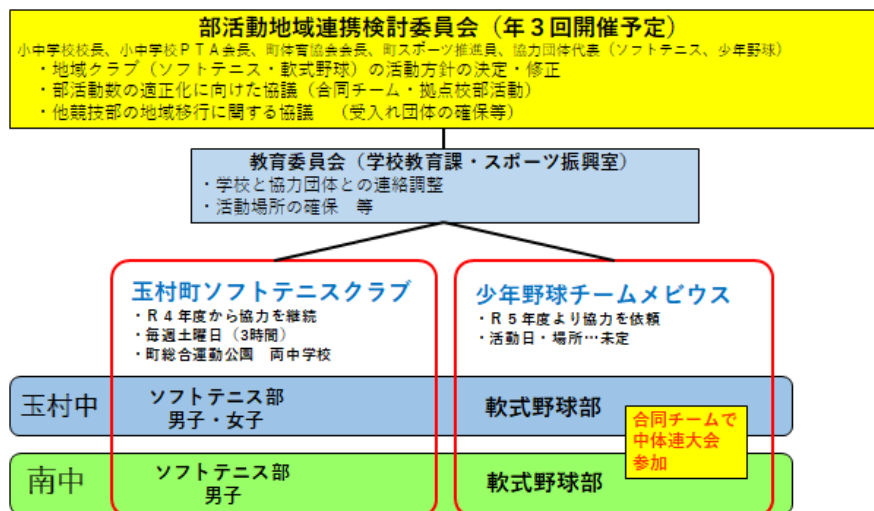 部活動地域連携検討委員会（年３回開催予定）
小中学校校長、小中学校ＰＴＡ会長、町体育協会会長、町スポーツ推進員、協力団体代表（ソフトテニス、少年野球）
・地域クラブ（ソフトテニス・軟式野球）の活動方針の決定・修正
・部活動数の適正化に向けた協議（合同チーム・拠点校部活動）
・他競技部の地域移行に関する協議　（受入れ団体の確保等）
教育委員会（学校教育課・スポーツ振興室）
・学校と協力団体との連絡調整
・活動場所の確保　等
玉村町ソフトテニスクラブ
・Ｒ４年度から協力を継続
・毎週土曜日（3時間）
・町総合運動公園　両中学校
少年野球チームメビウス
・Ｒ５年度より協力を依頼
・活動日・場所…未定
玉村中
ソフトテニス部
男子・女子
軟式野球部
合同チームで
中体連大会
参加
南中
ソフトテニス部
男子
軟式野球部